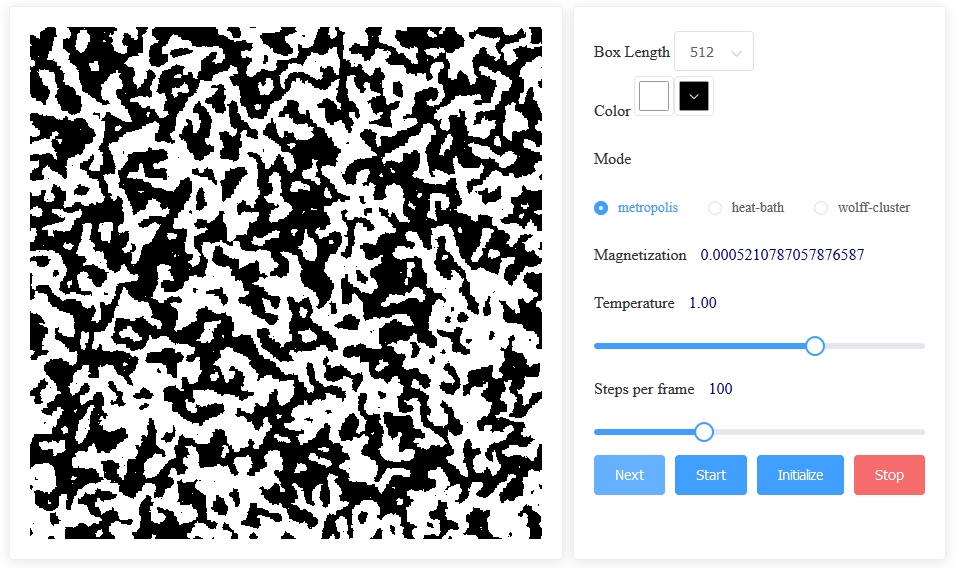 Box Length 512
Color
Mode
metropolis heat-bath wolff-cluster
Magnetization 0.0005210787057876587
Temperature 1.00
Steps per frame 100
Next Start Initialize Stop